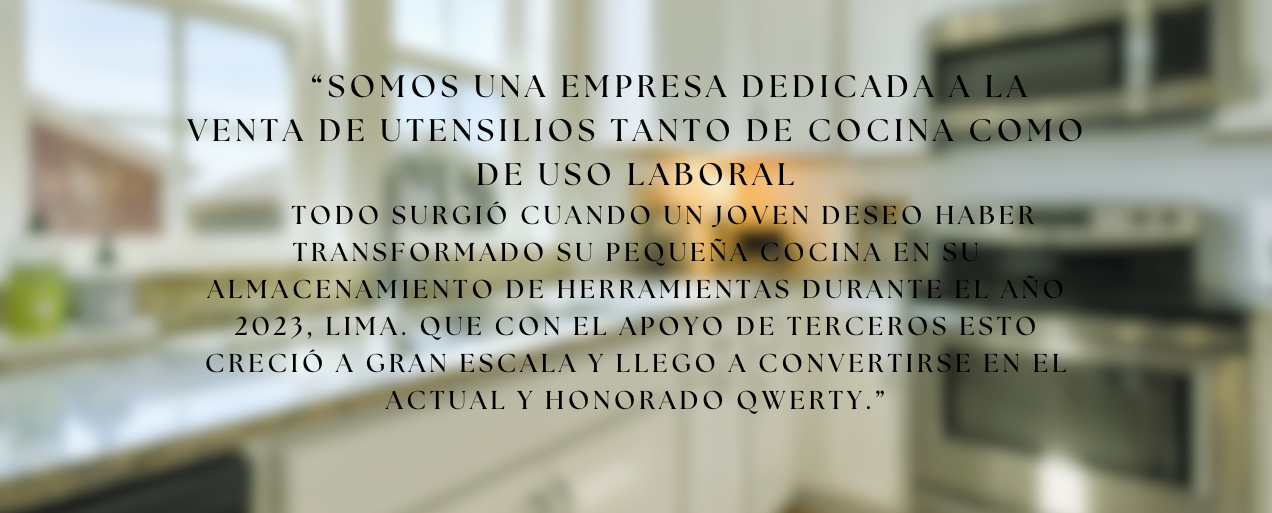 “SOMOS UNA EMPRESA DEDICADA A LA
VENTA DE UTENSILIOS TANTO DE COCINA COMO
DE USO LABORAL
TODO SURGIÓ CUANDO UN JOVEN DESEO HABER
TRANSFORMADO SU PEQUEÑA COCINA EN SU
ALMACENAMIENTO DE HERRAMIENTAS DURANTE EL AÑO
2023, LIMA. QUE CON EL APOYO DE TERCEROS ESTO
CRECIÓ A GRAN ESCALA Y LLEGO A CONVERTIRSE EN EL
ACTUAL Y HONORADO QWERTY.”